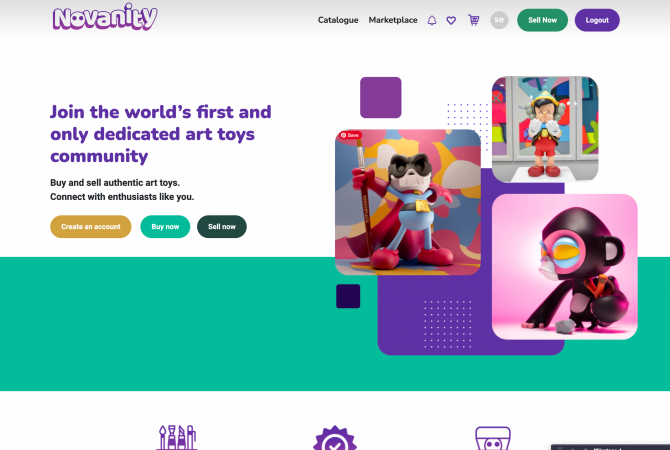 Novanity
Catalogue Marketplace se Sell Now Logout
Join the world’s first and
only dedicated art toys
community
Save
Buy and sell authentic art toys.
Connect with enthusiasts like you.
Create an account Buy now Sell now